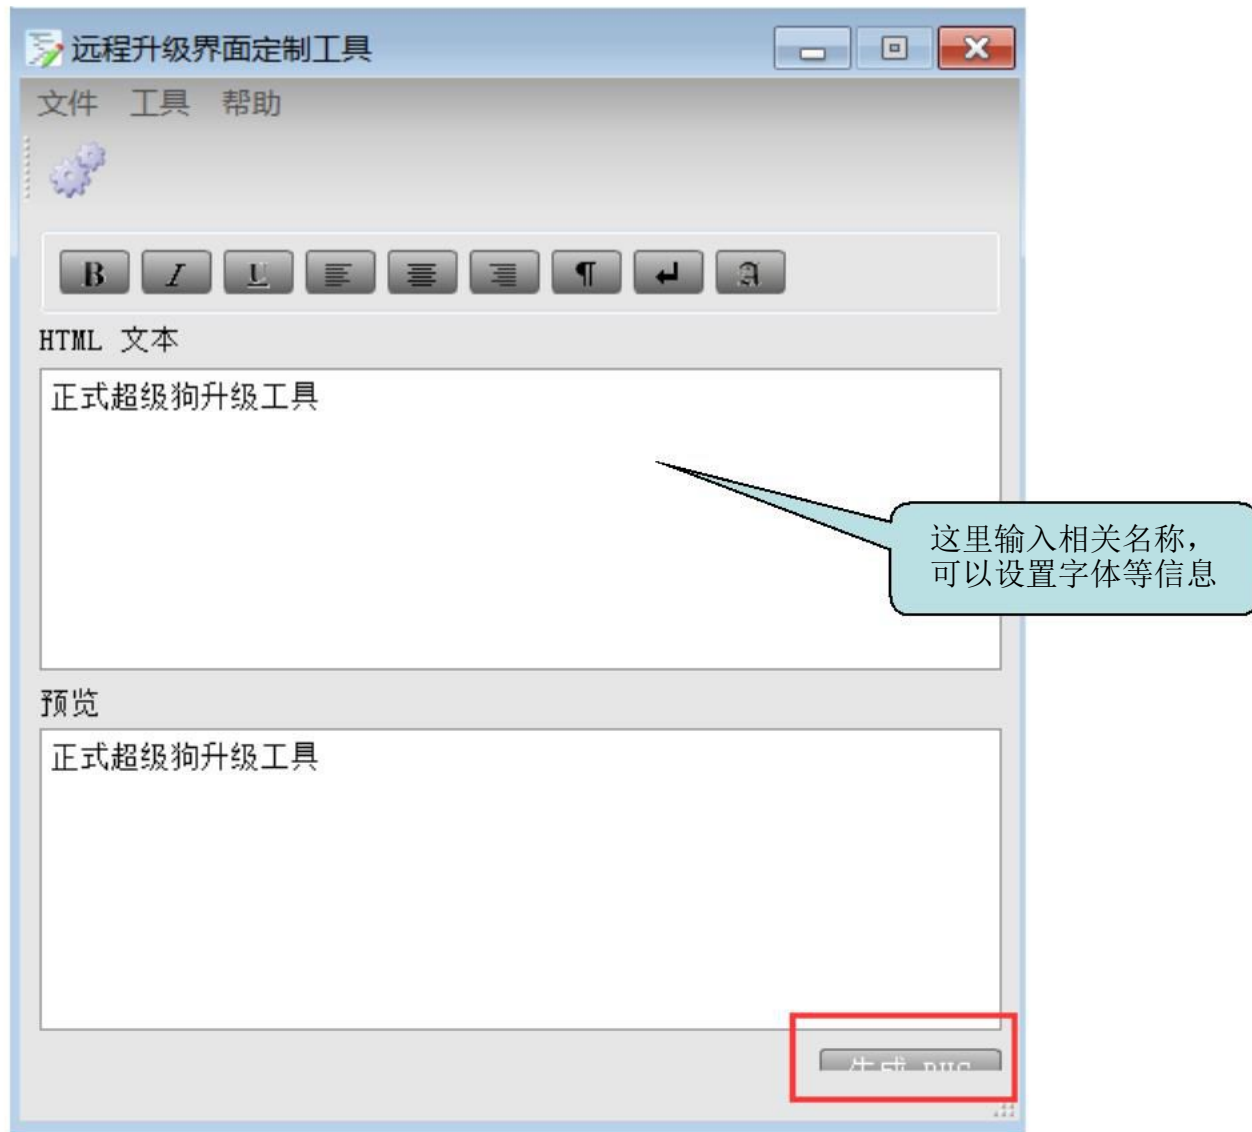 远程升级界面定制工具
文件 工具 帮助
B I U
HTML 文本
正式超级狗升级工具
这里输入相关名称，
可以设置字体等信息
预览
正式超级狗升级工具
生成